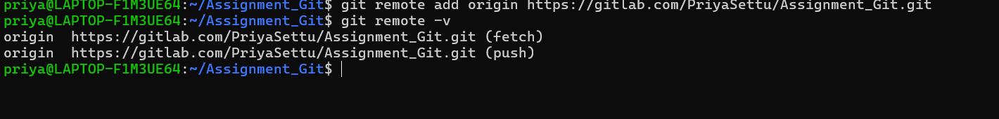 priya@LAPTOP-F1M3UE64:~/Assignment_Git$ git remote add origin https://gitlab.com/PriyaSettu/Assignment_Git.git
priya@LAPTOP-F1M3UE64:~/Assignment_Git$ git remote -v
origin  https://gitlab.com/PriyaSettu/Assignment_Git.git (fetch)
origin  https://gitlab.com/PriyaSettu/Assignment_Git.git (push)
priya@LAPTOP-F1M3UE64:~/Assignment_Git$